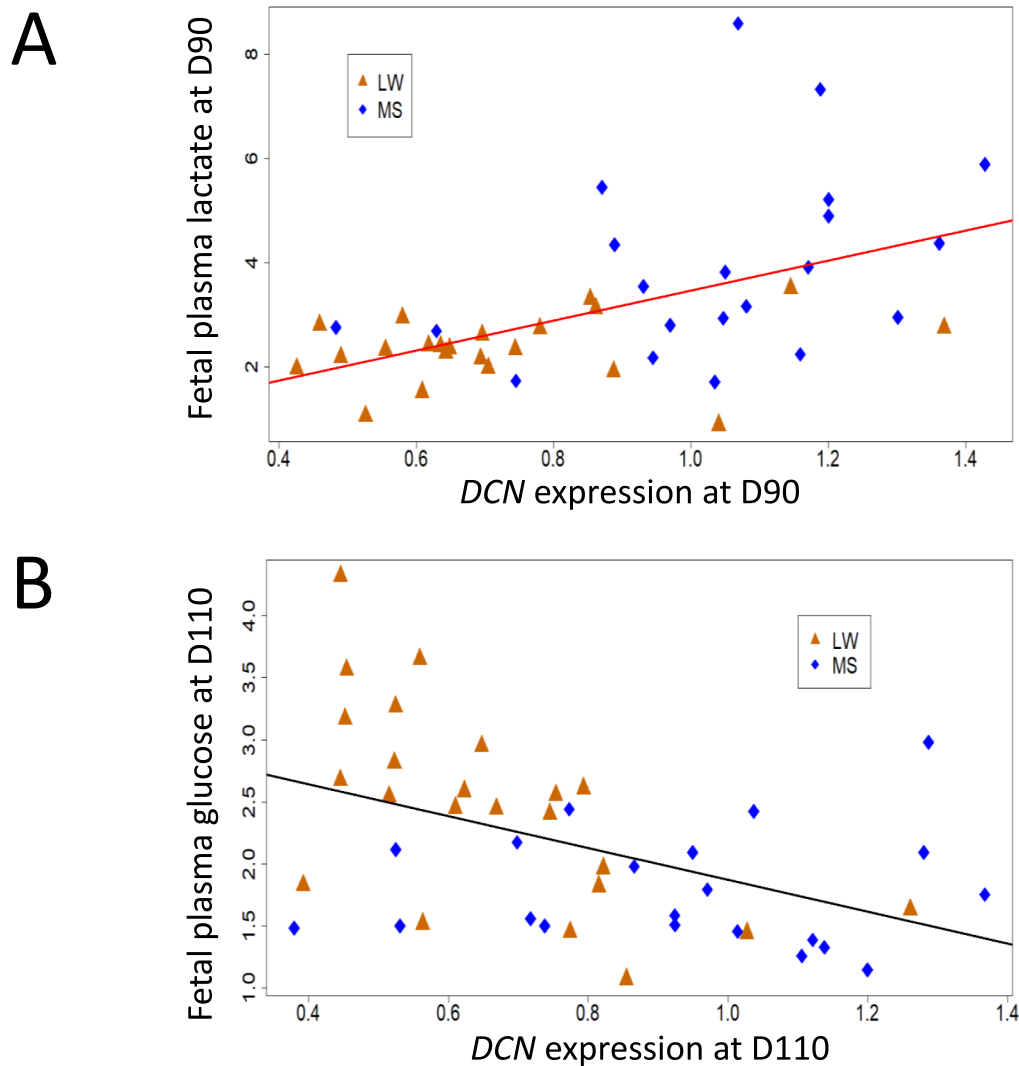 A
Fetal plasma lactate at D90
8
6
4
2
LW
MS
0.4 0.6 0.8 1.0 1.2 1.4
DCN expression at D90
B
Fetal plasma glucose at D110
4.0
3.5
3.0
2.5
2.0
1.5
1.0
LW
MS
0.4 0.6 0.8 1.0 1.2 1.4
DCN expression at D110